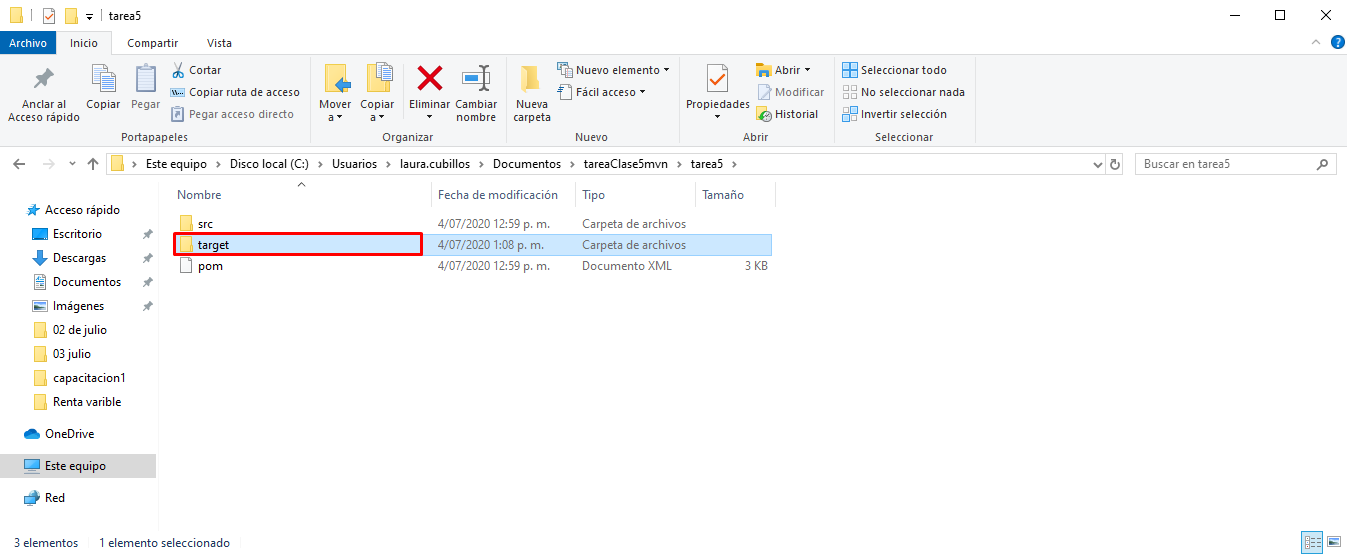 tarea5
Archivo Inicio Compartir Vista
Anclar al Acceso rápido
Copiar
Pegar
Cortar
Copiar ruta de acceso
Pegar acceso directo
Portapapeles
Mover a
Copiar a
Eliminar
Cambiar nombre
Organizar
Nueva carpeta
Nuevo elemento
Fácil acceso
Nuevo
Propiedades
Abrir
Modificar
Historial
Abrir
Seleccionar todo
No seleccionar nada
Invertir selección
Seleccionar
Este equipo > Disco local (C:) > Usuarios > laura.cubillos > Documentos > tareaClase5mvn > tarea5 >
Buscar en tarea5
Acceso rápido
Escritorio
Descargas
Documentos
Imágenes
02 de julio
03 julio
capacitacion1
Renta varible
OneDrive
Este equipo
Red
Nombre Fecha de modificación Tipo Tamaño
src 4/07/2020 12:59 p. m. Carpeta de archivos
target 4/07/2020 1:08 p. m. Carpeta de archivos
pom 4/07/2020 12:59 p. m. Documento XML 3 KB
3 elementos 1 elemento seleccionado